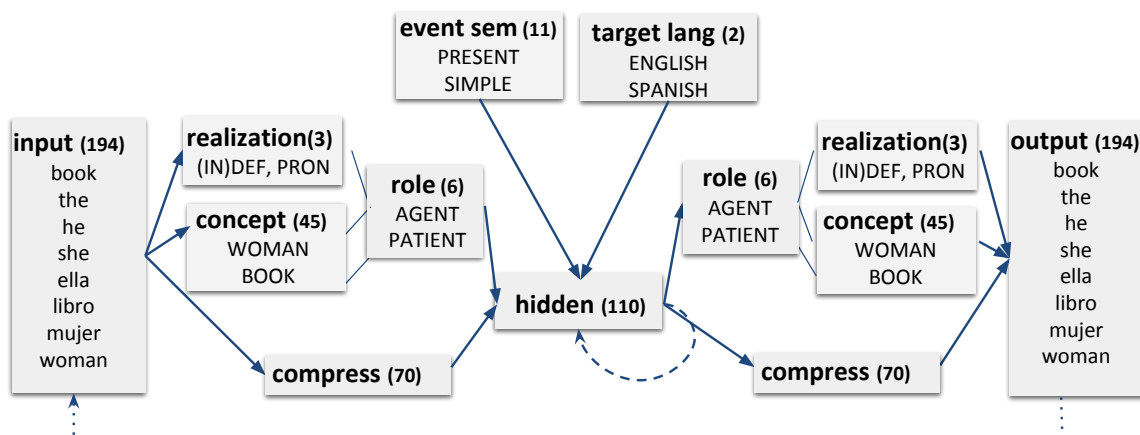 event sem (11)
PRESENT
SIMPLE
target lang (2)
ENGLISH
SPANISH
input (194)
book
the
he
she
ella
libro
mujer
woman
realization(3)
(IN)DEF, PRON
concept (45)
WOMAN
BOOK
role (6)
AGENT
PATIENT
compress (70)
hidden (110)
role (6)
AGENT
PATIENT
realization(3)
(IN)DEF, PRON
concept (45)
WOMAN
BOOK
compress (70)
output (194)
book
the
he
she
ella
libro
mujer
woman